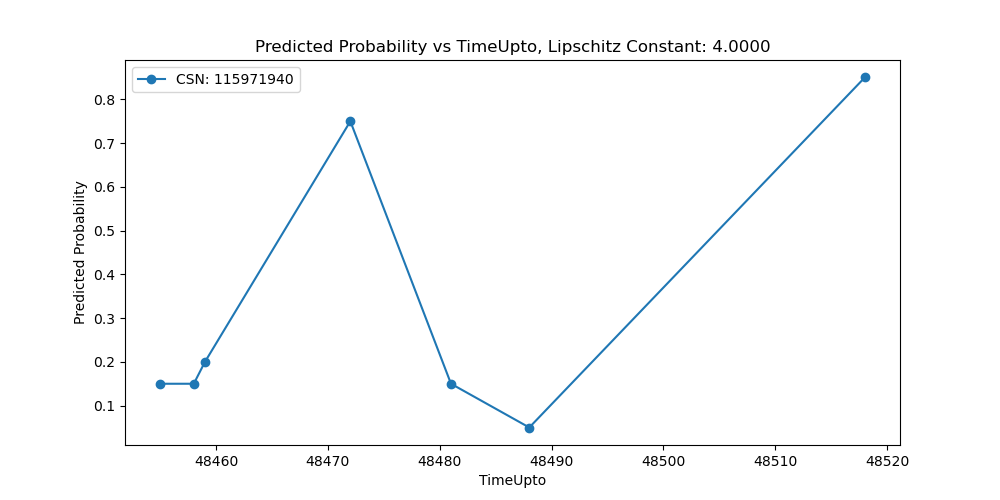 Predicted Probability vs TimeUpto, Lipschitz Constant: 4.0000
CSN: 115971940
Predicted Probability
0.8
0.7
0.6
0.5
0.4
0.3
0.2
0.1
48460 48470 48480 48490 48500 48510 48520
TimeUpto